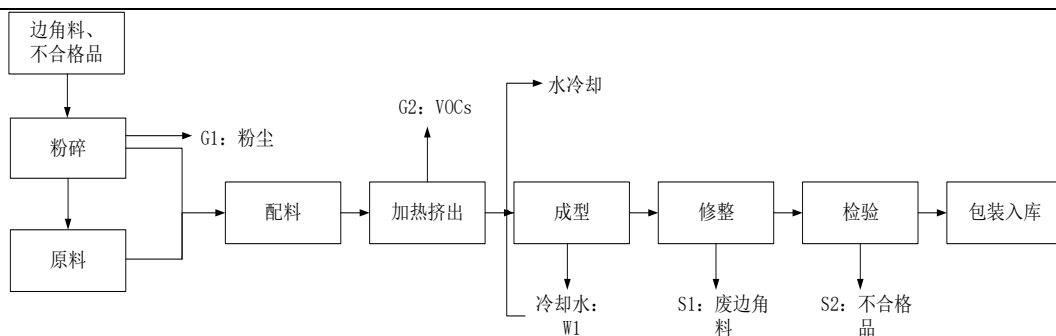 边角料、
不合格品
水冷却
G2：VOCs
粉碎
G1：粉尘
配料
加热挤出
成型
修整
检验
包装入库
原料
冷却水：
W1
S1：废边角
料
S2：不合格
品